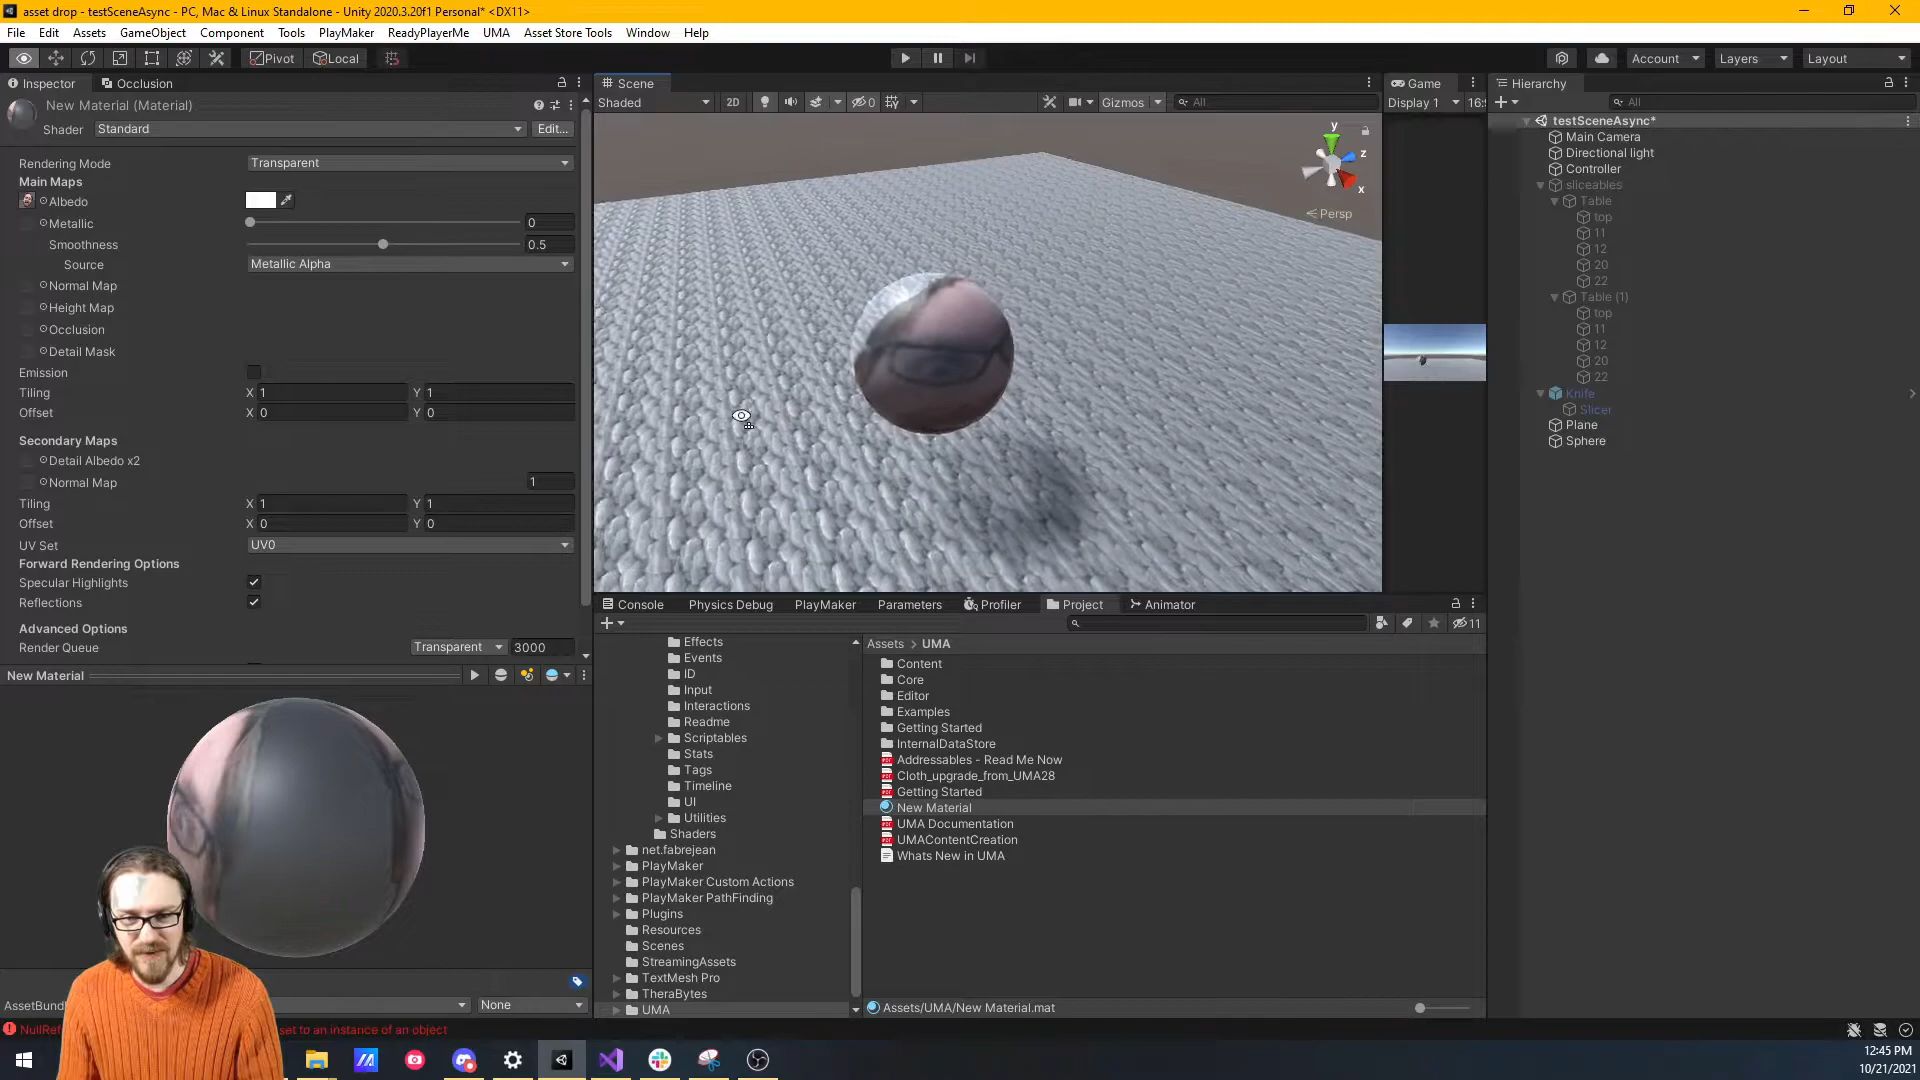 asset drop - testSceneAsync - PC, Mac & Linux Standalone - Unity 2020.3.20f1 Personal* <DX11>
File Edit Assets GameObject Component Tools PlayMaker ReadyPlayerMe UMA Asset Store Tools Window Help
Pivot Local Account Layers Layout
Inspector Occlusion
New Material (Material)
Shader Standard Edit...
Rendering Mode Transparent
Main Maps
Albedo
Metallic 0
Smoothness 0.5
Source Metallic Alpha
Normal Map
Height Map
Occlusion
Detail Mask
Emission
Tiling X 1 Y 1
Offset X 0 Y 0
Secondary Maps
Detail Albedo x2
Normal Map 1
Tiling X 1 Y 1
Offset X 0 Y 0
UV Set UV0
Forward Rendering Options
Specular Highlights
Reflections
Advanced Options
Render Queue Transparent 3000
New Material
None
Scene
Shaded 2D 0 Gizmos All
y
z
x
Persp
Game
Display 1 16:
Hierarchy
All
testSceneAsync*
Main Camera
Directional light
Controller
sliceables
Table
top
11
12
20
22
Table (1)
top
11
12
20
22
Knife
Slicer
Plane
Sphere
Console Physics Debug PlayMaker Parameters Profiler Project Animator
11
Effects
Events
ID
Input
Interactions
Readme
Scriptables
Stats
Tags
Timeline
UI
Utilities
Shaders
net.fabrejean
PlayMaker
PlayMaker Custom Actions
PlayMaker PathFinding
Plugins
Resources
Scenes
StreamingAssets
TextMesh Pro
TheraBytes
UMA
Assets > UMA
Content
Core
Editor
Examples
Getting Started
InternalDataStore
Addressables - Read Me Now
Cloth_upgrade_from_UMA28
Getting Started
New Material
UMA Documentation
UMAContentCreation
Whats New in UMA
Assets/UMA/New Material.mat
set to an instance of an object
12:45 PM
10/21/2021